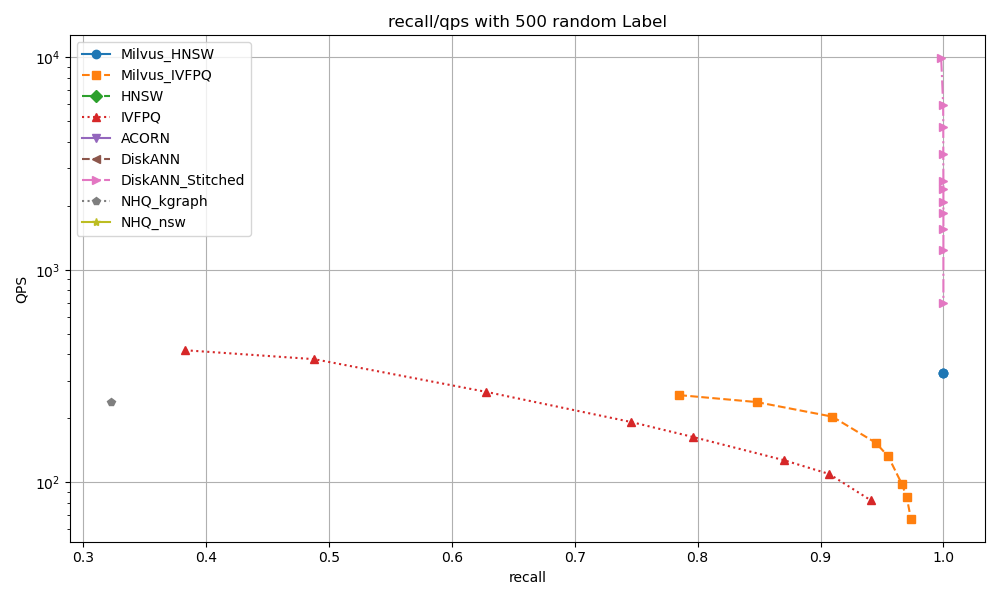 recall/qps with 500 random Label
Milvus_HNSW
Milvus_IVFPQ
HNSW
IVFPQ
ACORN
DiskANN
DiskANN_Stitched
NHQ_kgraph
NHQ_nsw
QPS
10^4
10^3
10^2
0.3 0.4 0.5 0.6 0.7 0.8 0.9 1.0
recall